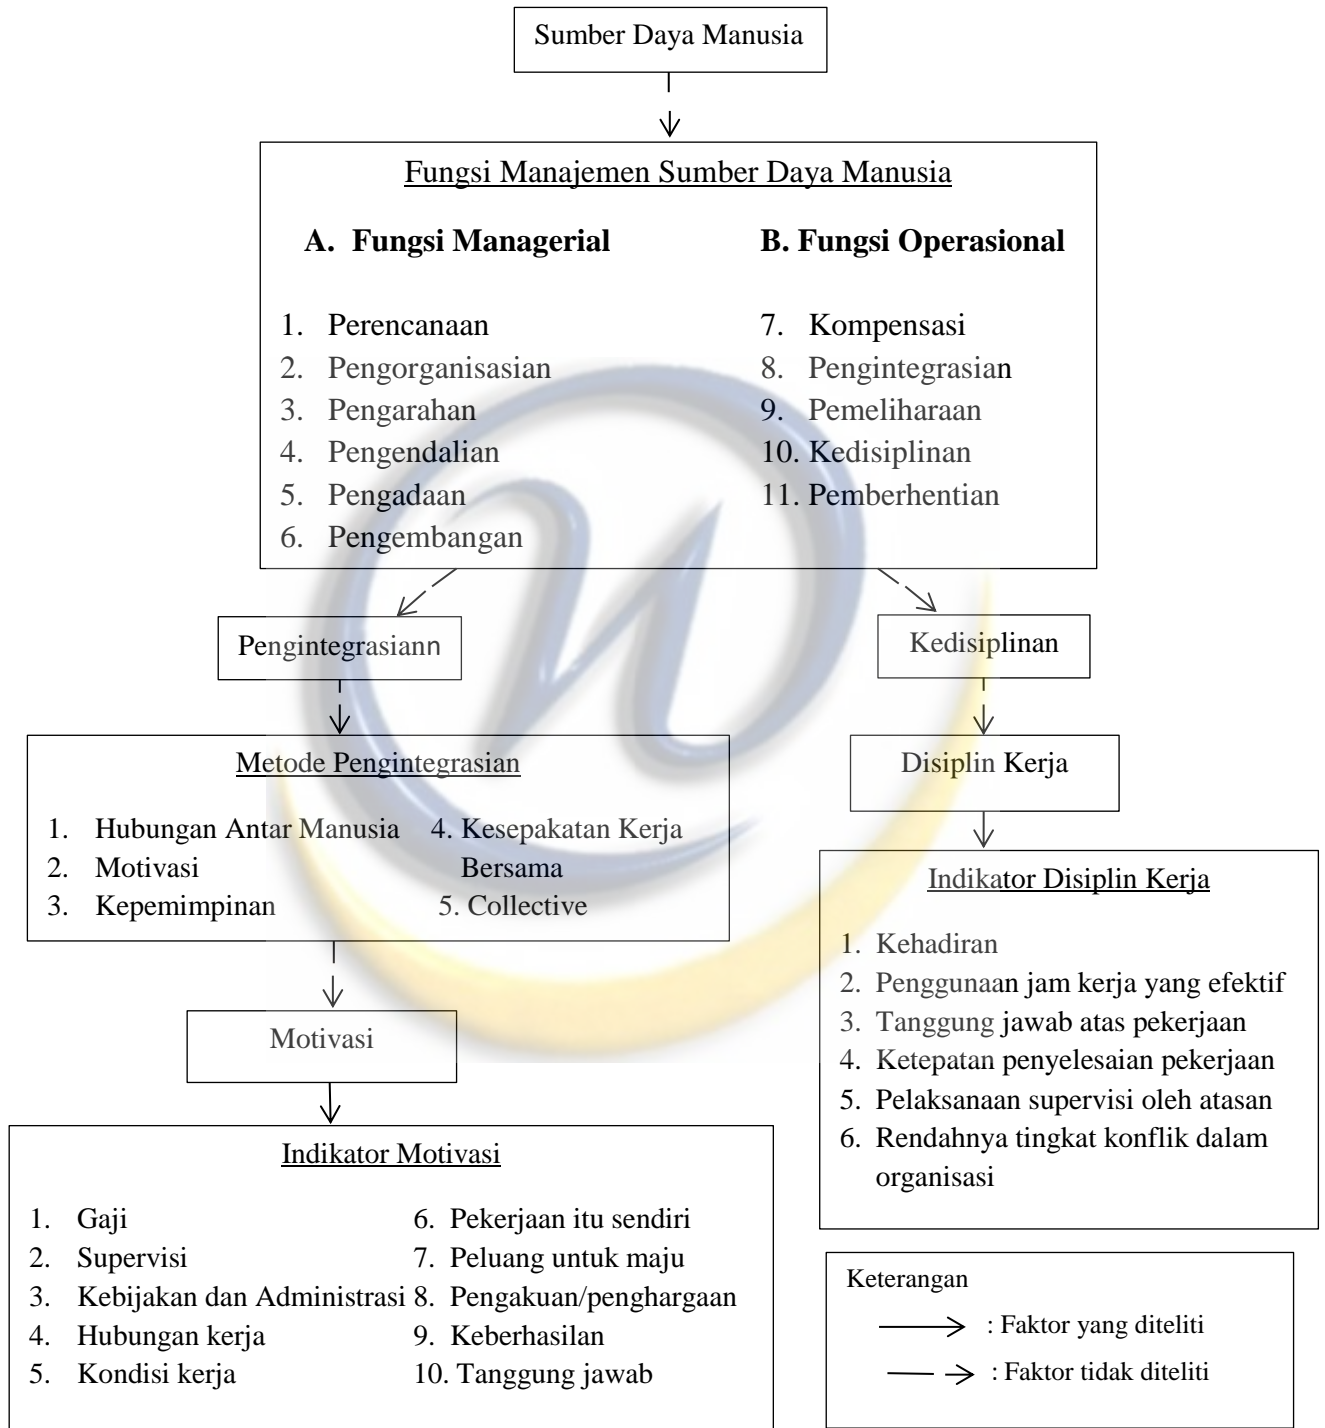 Sumber Daya Manusia
Fungsi Manajemen Sumber Daya Manusia
A. Fungsi Managerial
1. Perencanaan
2. Pengorganisasian
3. Pengarahan
4. Pengendalian
5. Pengadaan
6. Pengembangan
B. Fungsi Operasional
7. Kompensasi
8. Pengintegrasian
9. Pemeliharaan
10. Kedisiplinan
11. Pemberhentian
Pengintegrasiann
Kedisiplinan
Metode Pengintegrasian
1. Hubungan Antar Manusia
2. Motivasi
3. Kepemimpinan
4. Kesepakatan Kerja
Bersama
5. Collective
Disiplin Kerja
Indikator Disiplin Kerja
1. Kehadiran
2. Penggunaan jam kerja yang efektif
3. Tanggung jawab atas pekerjaan
4. Ketepatan penyelesaian pekerjaan
5. Pelaksanaan supervisi oleh atasan
6. Rendahnya tingkat konflik dalam
organisasi
Motivasi
Indikator Motivasi
1. Gaji
2. Supervisi
3. Kebijakan dan Administrasi
4. Hubungan kerja
5. Kondisi kerja
6. Pekerjaan itu sendiri
7. Peluang untuk maju
8. Pengakuan/penghargaan
9. Keberhasilan
10. Tanggung jawab
Keterangan
: Faktor yang diteliti
: Faktor tidak diteliti